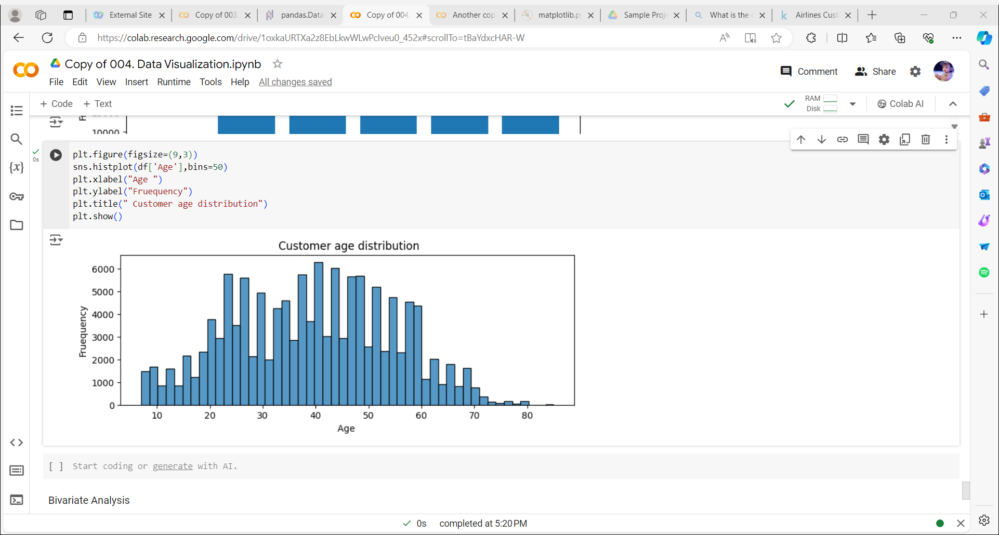 External Site
Copy of 003.
pandas.Data
Copy of 004.
Another cop
matplotlib.p
Sample Proj
What is the
Airlines Cust
https://colab.research.google.com/drive/1oxkaURTXa2z8EbLkwWLwPclveu0_452x#scrollTo=tBaYdxcHAR-W
Copy of 004. Data Visualization.ipynb
Comment
Share
File Edit View Insert Runtime Tools Help All changes saved
+ Code + Text
RAM
Disk
Colab AI
10000
0s
plt.figure(figsize=(9,3))
sns.histplot(df['Age'],bins=50)
plt.xlabel("Age ")
plt.ylabel("Fruequency")
plt.title(" Customer age distribution")
plt.show()
Customer age distribution
Fruequency
6000
5000
4000
3000
2000
1000
0
10 20 30 40 50 60 70 80
Age
[ ] Start coding or generate with AI.
Bivariate Analysis
0s completed at 5:20 PM